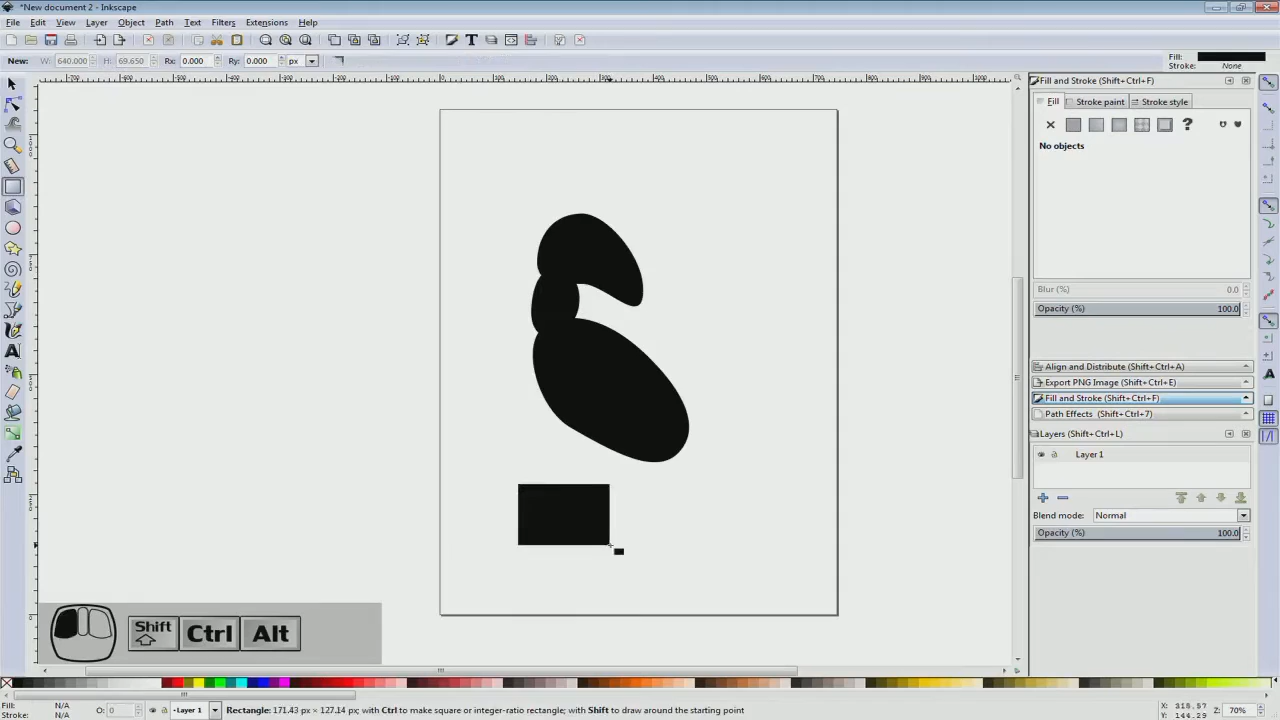 *New document 2 - Inkscape
File Edit View Layer Object Path Text Filters Extensions Help
New: W: 640.000 H: 69.650 Rx: 0.000 Ry: 0.000 px
Fill:
Stroke: None
Fill and Stroke (Shift+Ctrl+F)
Fill Stroke paint Stroke style
?
No objects
Blur (%) 0.0
Opacity (%) 100.0
Align and Distribute (Shift+Ctrl+A)
Export PNG Image (Shift+Ctrl+E)
Fill and Stroke (Shift+Ctrl+F)
Path Effects (Shift+Ctrl+7)
Layers (Shift+Ctrl+L)
Layer 1
Blend mode: Normal
Opacity (%) 100.0
Shift Ctrl Alt
Fill: N/A
Stroke: N/A
O: 0
Layer 1
Rectangle: 171.43 px × 127.14 px; with Ctrl to make square or integer-ratio rectangle; with Shift to draw around the starting point
Y: 144.29
Z: 70%